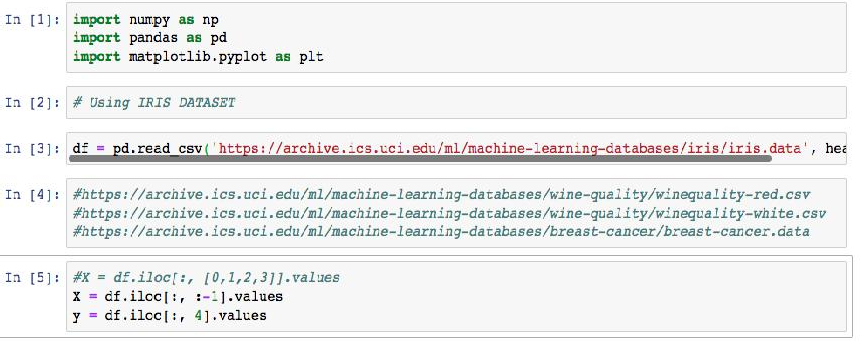 In [1]: import numpy as np
import pandas as pd
import matplotlib.pyplot as plt
In [2]: # Using IRIS DATASET
In [3]: df = pd.read_csv('https://archive.ics.uci.edu/ml/machine-learning-databases/iris/iris.data', hea
In [4]: #https://archive.ics.uci.edu/ml/machine-learning-databases/wine-quality/winequality-red.csv
#https://archive.ics.uci.edu/ml/machine-learning-databases/wine-quality/winequality-white.csv
#https://archive.ics.uci.edu/ml/machine-learning-databases/breast-cancer/breast-cancer.data
In [5]: #X = df.iloc[:, [0,1,2,3]].values
X = df.iloc[:, :-1].values
y = df.iloc[:, 4].values